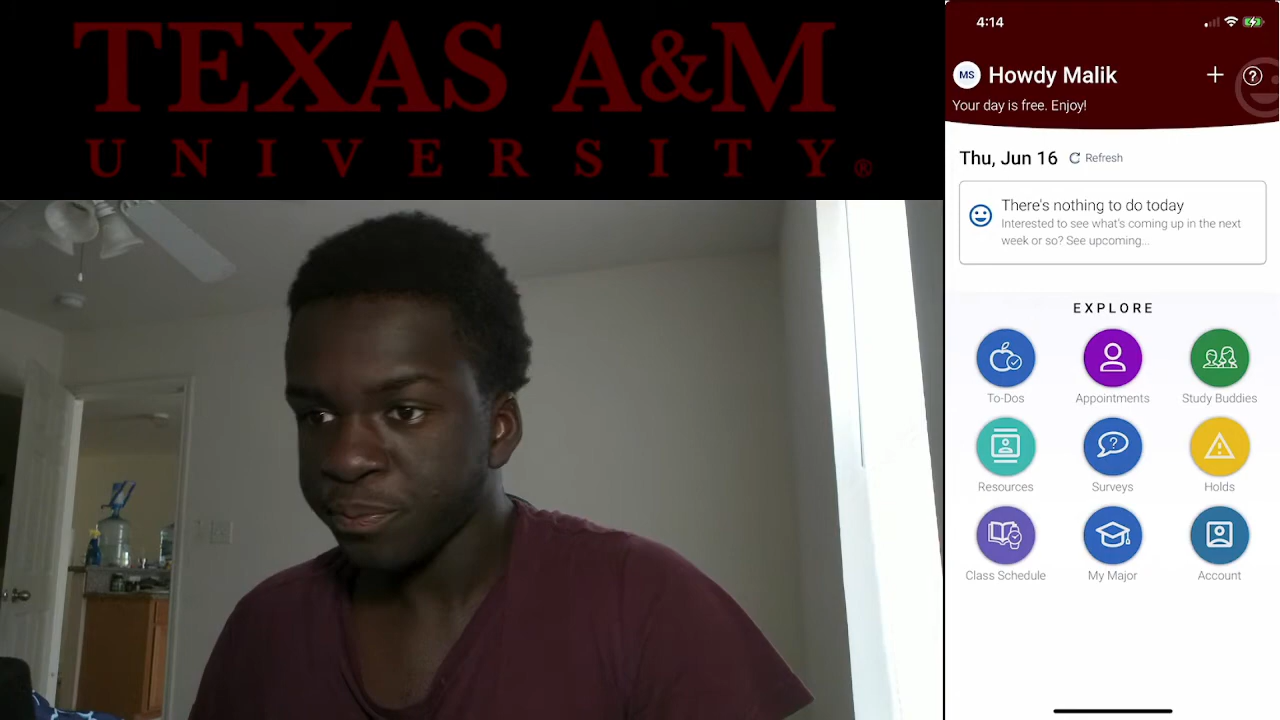 TEXAS A&M
UNIVERSITY®
4:14
MS Howdy Malik
Your day is free. Enjoy!
Thu, Jun 16 Refresh
There's nothing to do today
Interested to see what's coming up in the next
week or so? See upcoming...
EXPLORE
To-Dos Appointments Study Buddies
Resources Surveys Holds
Class Schedule My Major Account